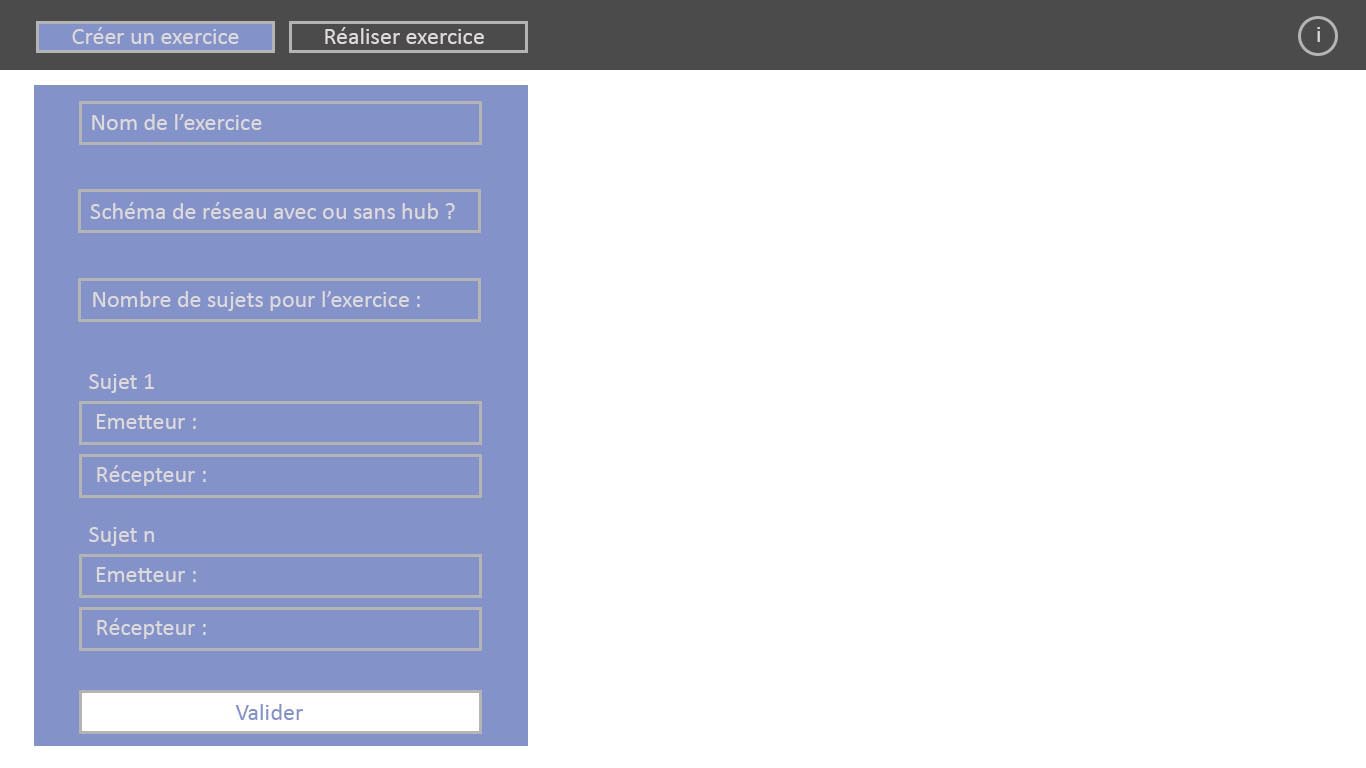 Créer un exercice
Réaliser exercice
i
Nom de l’exercice
Schéma de réseau avec ou sans hub ?
Nombre de sujets pour l’exercice :
Sujet 1
Emetteur :
Récepteur :
Sujet n
Emetteur :
Récepteur :
Valider